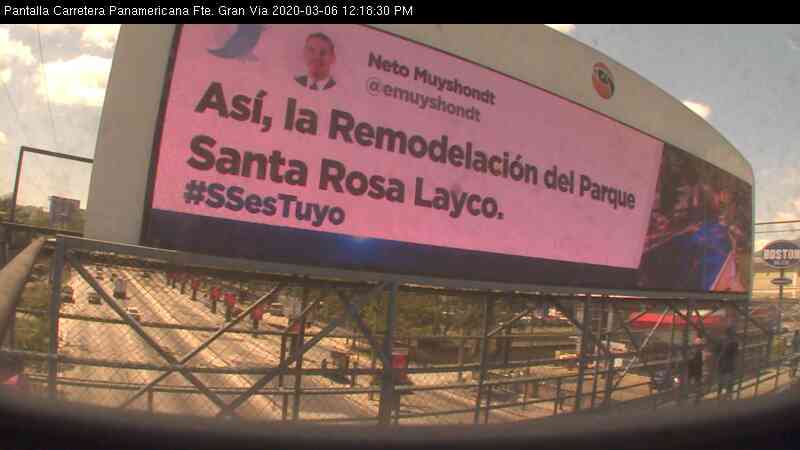 Pantalla Carretera Panamericana Fte. Gran Via 2020-03-06 12:18:30 PM
Neto Muyshondt
@emuyshondt
Así, la Remodelación del Parque
Santa Rosa Layco.
#SSesTuyo
BOSTON